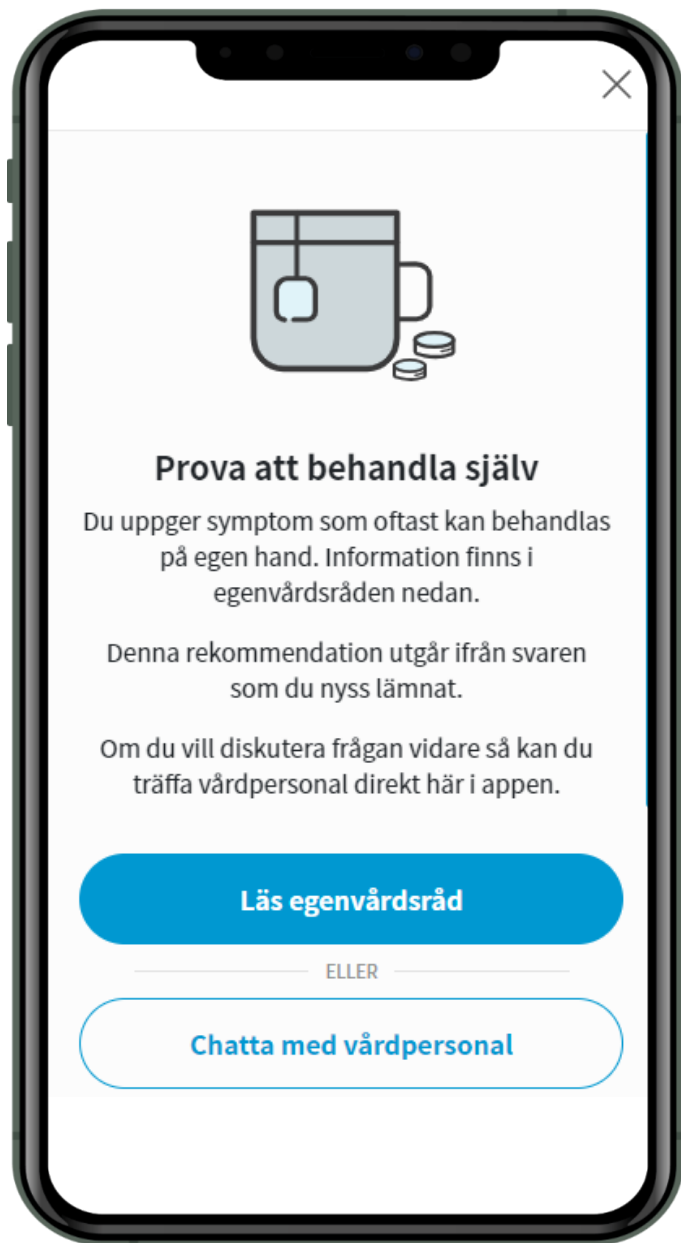 Prova att behandla själv
Du uppger symptom som oftast kan behandlas
på egen hand. Information finns i
egenvårdsråden nedan.
Denna rekommendation utgår ifrån svaren
som du nyss lämnat.
Om du vill diskutera frågan vidare så kan du
träffa vårdpersonal direkt här i appen.
Läs egenvårdsråd
ELLER
Chatta med vårdpersonal